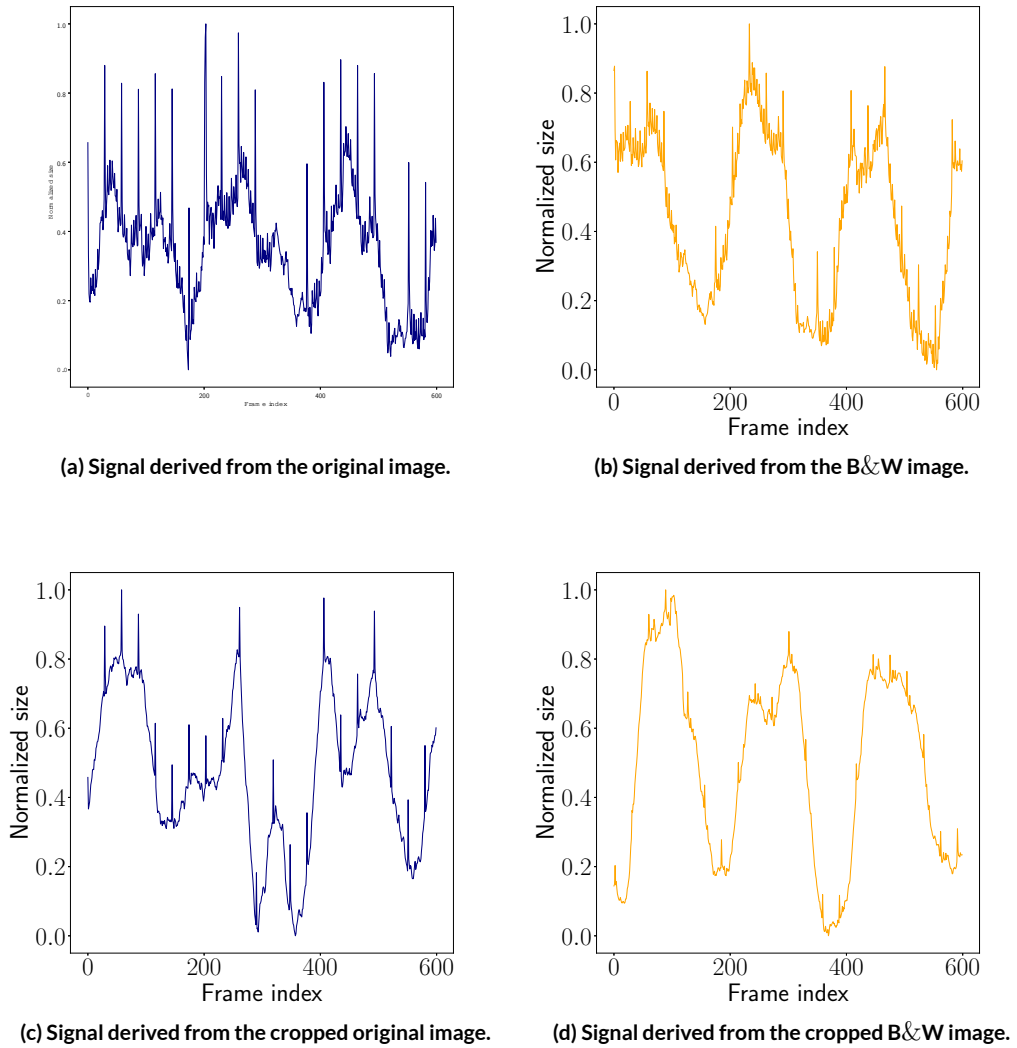 1.0
0.8
0.6
0.4
0.2
0.0
Normalized size
0 200 400 600
Frame index
(a) Signal derived from the original image.
1.0
0.8
0.6
0.4
0.2
0.0
Normalized size
0 200 400 600
Frame index
(b) Signal derived from the B&W image.
1.0
0.8
0.6
0.4
0.2
0.0
Normalized size
0 200 400 600
Frame index
(c) Signal derived from the cropped original image.
1.0
0.8
0.6
0.4
0.2
0.0
Normalized size
0 200 400 600
Frame index
(d) Signal derived from the cropped B&W image.